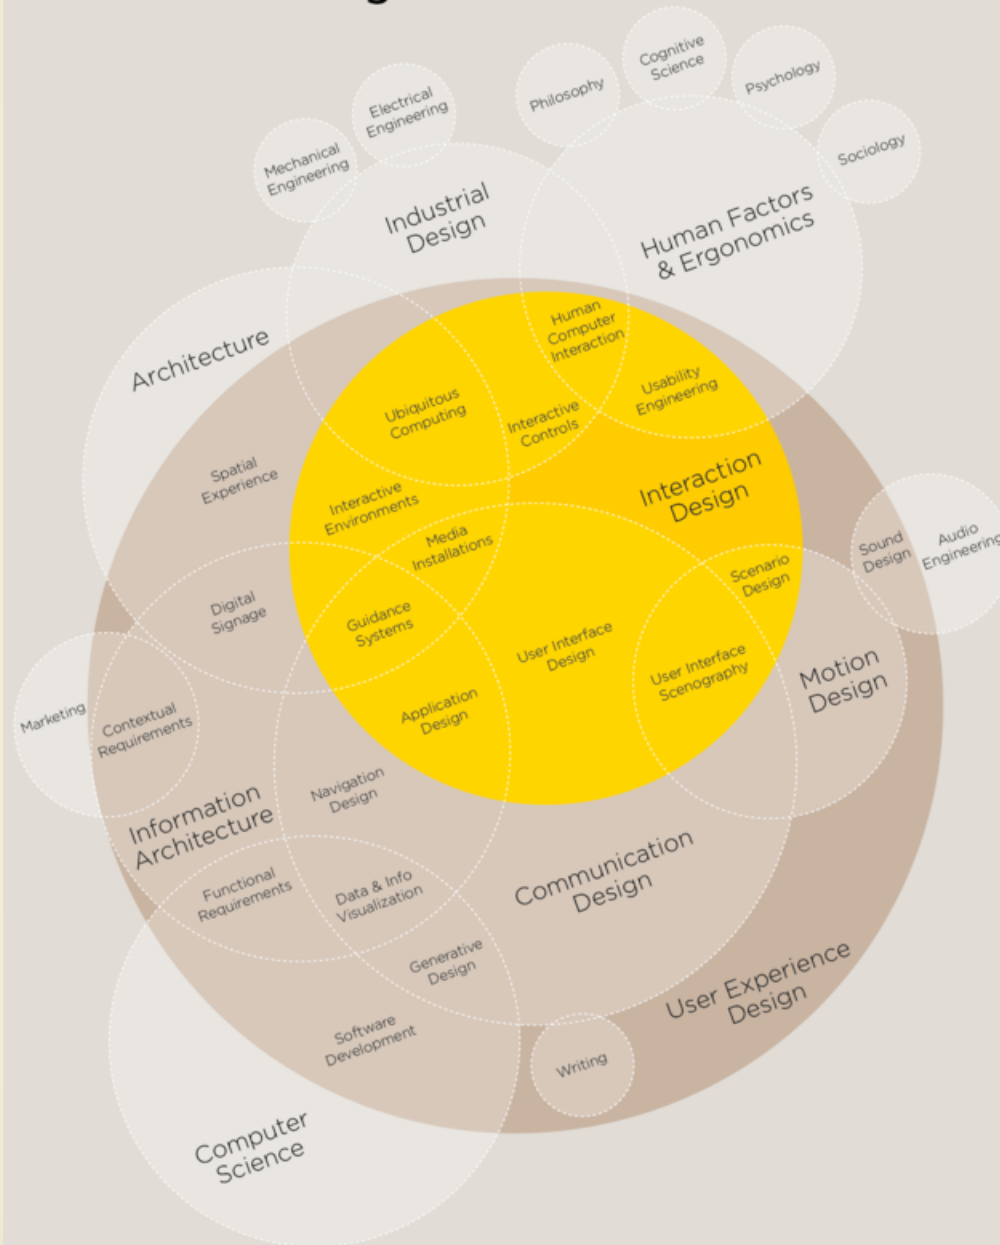 Cognitive
Science
Philosophy
Psychology
Electrical
Engineering
Mechanical
Engineering
Sociology
Industrial
Design
Human Factors
& Ergonomics
Architecture
Human
Computer
Interaction
Ubiquitous
Computing
Usability
Engineering
Interactive
Controls
Spatial
Experience
Interaction
Design
Interactive
Environments
Media
Installations
Sound
Design
Audio
Engineering
Scenario
Design
Digital
Signage
Guidance
Systems
User Interface
Design
User Interface
Scenography
Motion
Design
Marketing
Contextual
Requirements
Application
Design
Navigation
Design
Information
Architecture
Communication
Design
Functional
Requirements
Data & Info
Visualization
Generative
Design
User Experience
Design
Software
Development
Writing
Computer
Science